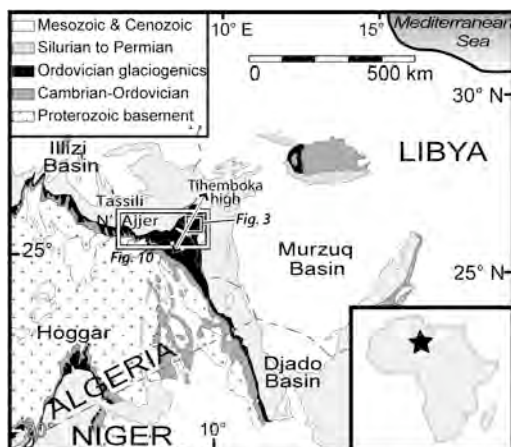 Mesozoic & Cenozoic
Silurian to Permian
Ordovician glaciogenics
Cambrian-Ordovician
Proterozoic basement
10° E
15°
Mediterranean
Sea
0 500 km
30° N
Illizi
Basin
LIBYA
Tassili
N' Ajjer
Tihemboka
high
Fig. 3
25°
Fig. 10
Murzuq
Basin
25° N
Hoggar
ALGERIA
Djado
Basin
NIGER
10°